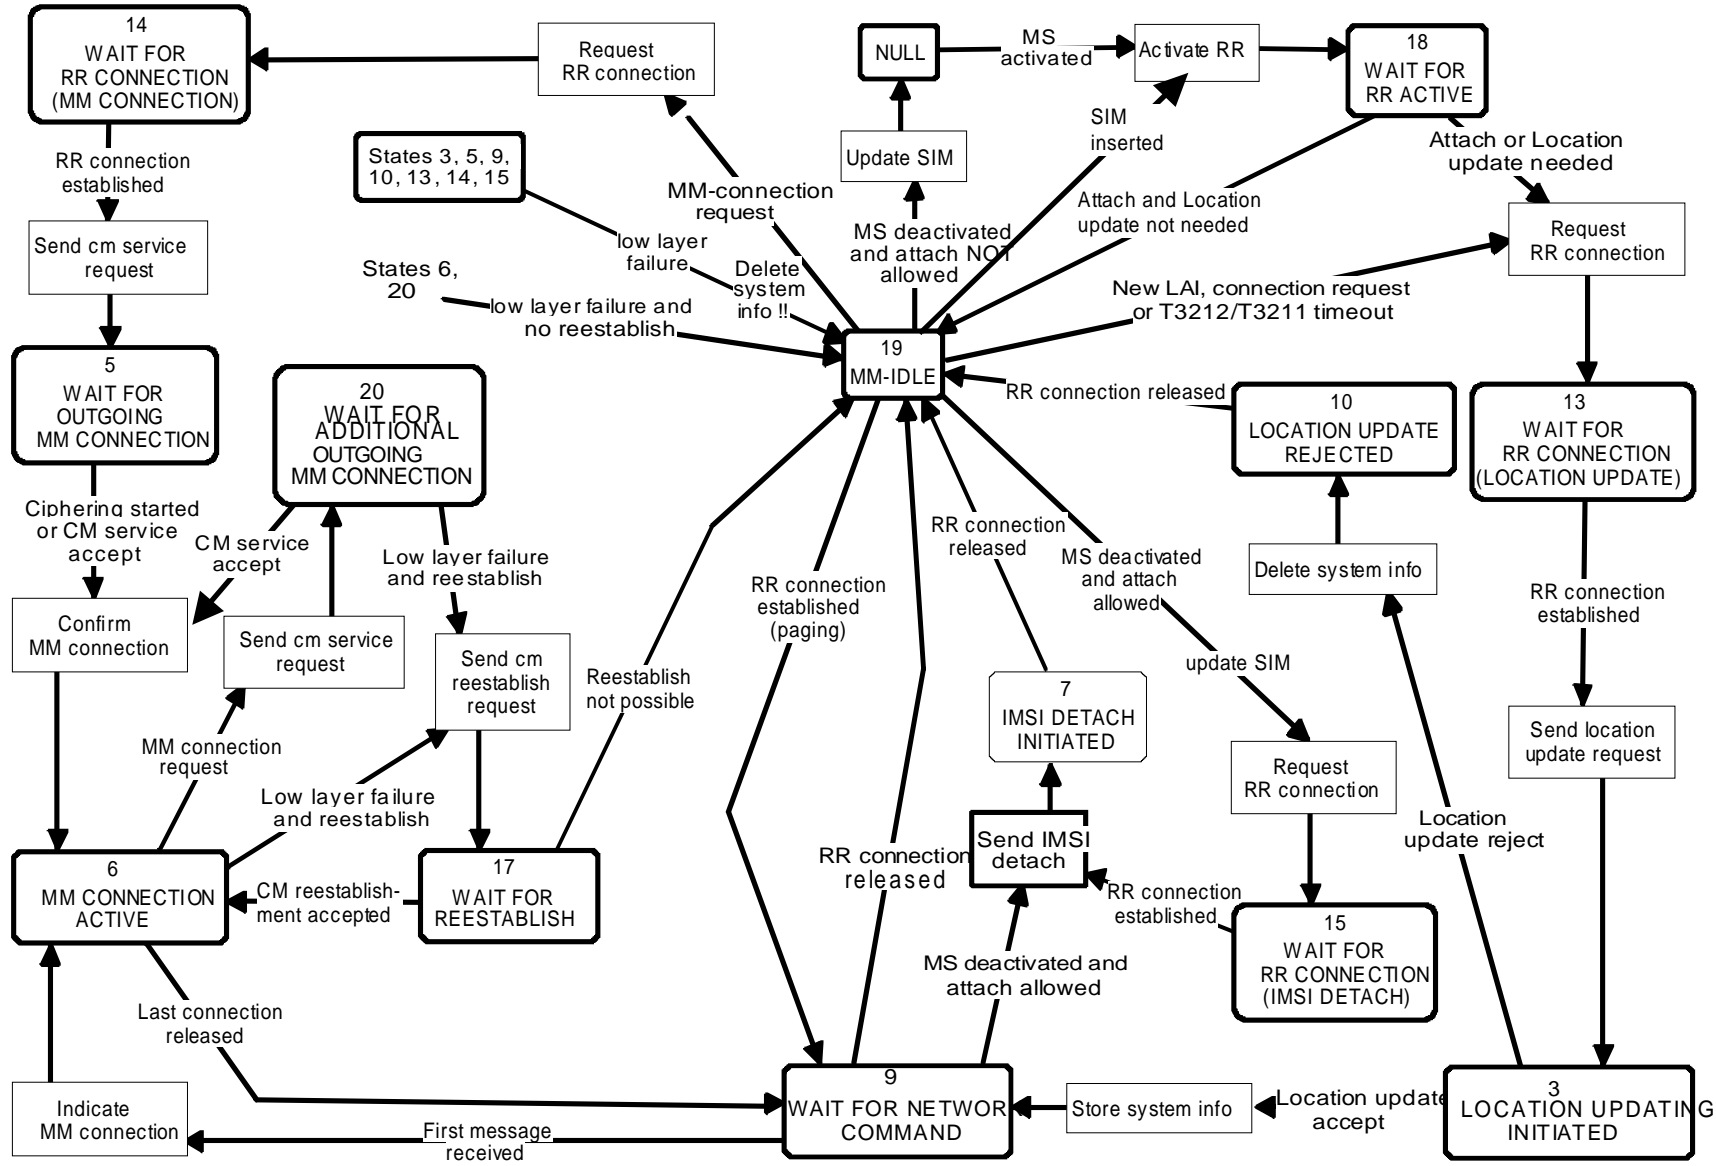 14
WAIT FOR
RR CONNECTION
(MM CONNECTION)
Request
RR connection
NULL
MS
activated
Activate RR
18
WAIT FOR
RR ACTIVE
RR connection
established
States 3, 5, 9,
10, 13, 14, 15
MM-connection
request
Update SIM
SIM
inserted
Attach or Location
update needed
Send cm service
request
low layer
failure
Delete
system
info !!
MS deactivated
and attach NOT
allowed
Attach and Location
update not needed
Request
RR connection
States 6,
20
low layer failure and
no reestablish
New LAI, connection request
or T3212/T3211 timeout
5
WAIT FOR
OUTGOING
MM CONNECTION
20
WAIT FOR
ADDITIONAL
OUTGOING
MM CONNECTION
19
MM-IDLE
RR connection released
10
LOCATION UPDATE
REJECTED
13
WAIT FOR
RR CONNECTION
(LOCATION UPDATE)
Ciphering started
or CM service
accept
CM service
accept
Low layer failure
and reestablish
RR connection
released
MS deactivated
and attach
allowed
Delete system info
RR connection
established
(paging)
RR connection
established
Confirm
MM connection
Send cm service
request
Send cm
reestablish
request
Reestablish
not possible
update SIM
7
IMSI DETACH
INITIATED
Send location
update request
MM connection
request
Request
RR connection
Low layer failure
and reestablish
Send IMSI
detach
Location
update reject
6
MM CONNECTION
ACTIVE
CM reestablish-
ment accepted
17
WAIT FOR
REESTABLISH
RR connection
released
RR connection
established
15
WAIT FOR
RR CONNECTION
(IMSI DETACH)
MS deactivated and
attach allowed
Last connection
released
Indicate
MM connection
First message
received
9
WAIT FOR NETWOR
COMMAND
Store system info
Location update
accept
3
LOCATION UPDATING
INITIATED